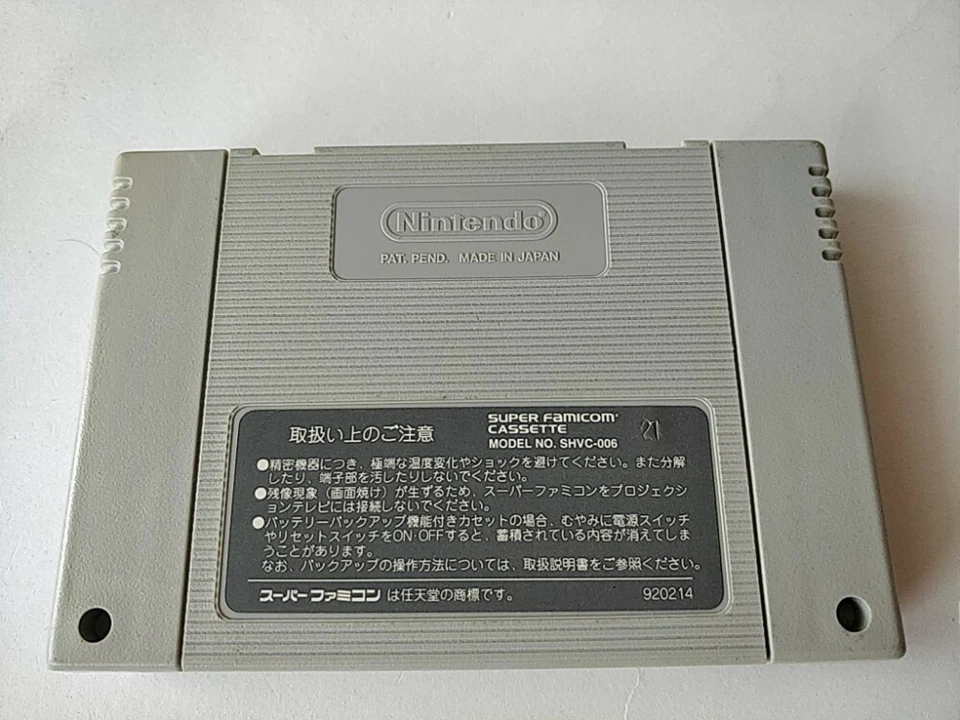 Nintendo®
PAT. PEND. MADE IN JAPAN
取扱い上のご注意
SUPER FAMICOM®
CASSETTE
MODEL NO. SHVC-006
21
●精密機器につき、極端な温度変化やショックを避けてください。また分解
したり、端子部を汚したりしないでください。
●残像現象（画面焼け）が生ずるため、スーパーファミコンをプロジェクシ
ョンテレビには接続しないでください。
●バッテリーバックアップ機能付きカセットの場合、むやみに電源スイッチ
やリセットスイッチをON・OFFすると、蓄積されている内容が消えてしま
うことがあります。
なお、バックアップの操作方法については、取扱説明書をご参照ください。
スーパーファミコン は任天堂の商標です。
920214